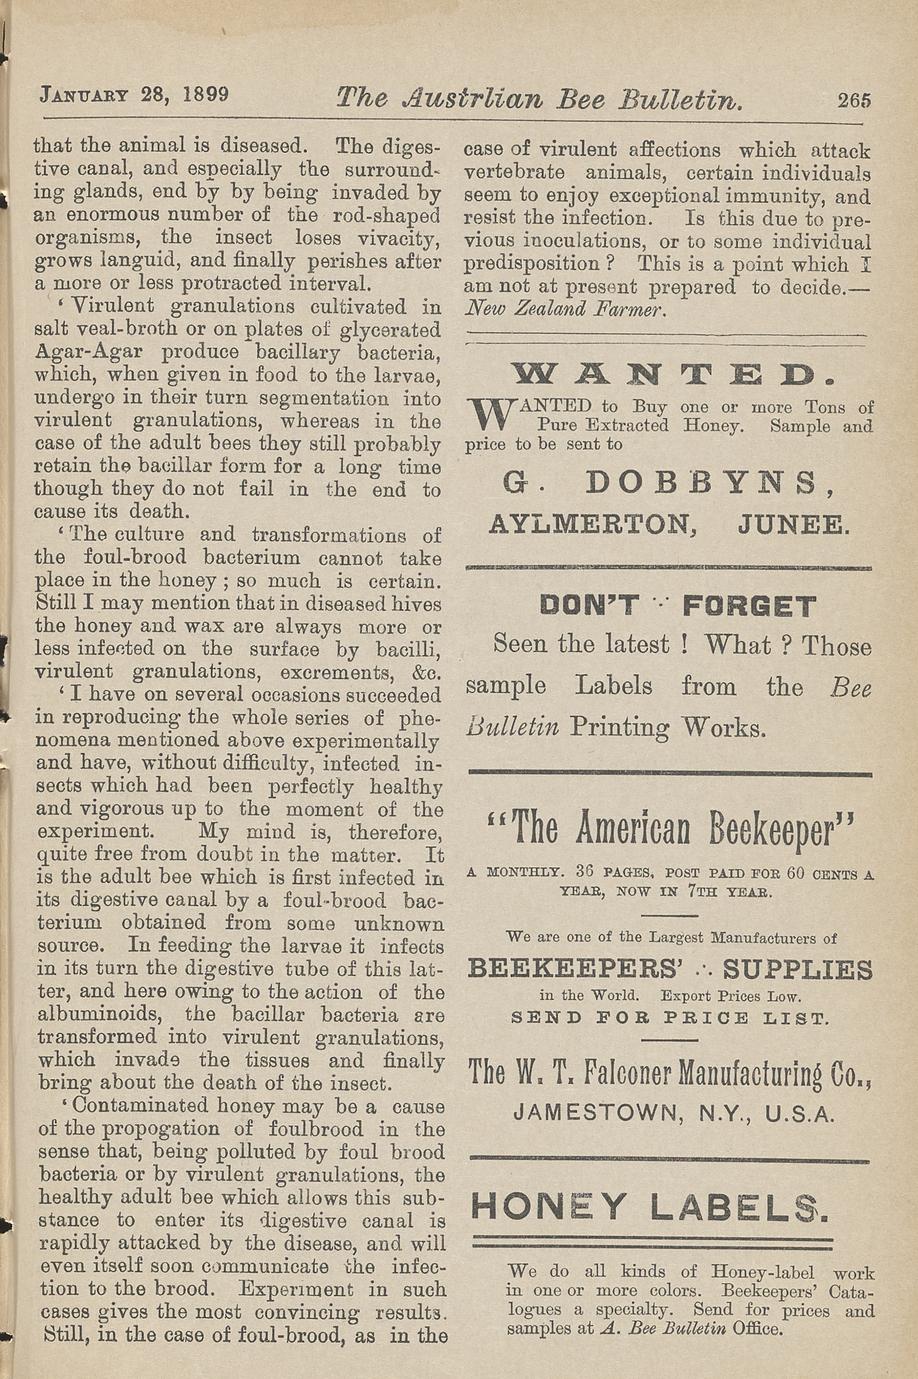 JANUARY 28, 1899 The Austrlian Bee Bulletin. 265
that the animal is diseased. The diges-
tive canal, and especially the surround-
ing glands, end by by being invaded by
an enormous number of the rod-shaped
organisms, the insect loses vivacity,
grows languid, and finally perishes after
a more or less protracted interval.
‘ Virulent granulations cultivated in
salt veal-broth or on plates of glycerated
Agar-Agar produce bacillary bacteria,
which, when given in food to the larvae,
undergo in their turn segmentation into
virulent granulations, whereas in the
case of the adult bees they still probably
retain the bacillar form for a long time
though they do not fail in the end to
cause its death.
‘ The culture and transformations of
the foul-brood bacterium cannot take
place in the honey ; so much is certain.
Still I may mention that in diseased hives
the honey and wax are always more or
less infected on the surface by bacilli,
virulent granulations, excrements, &c.
‘ I have on several occasions succeeded
in reproducing the whole series of phe-
nomena mentioned above experimentally
and have, without difficulty, infected in-
sects which had been perfectly healthy
and vigorous up to the moment of the
experiment. My mind is, therefore,
quite free from doubt in the matter. It
is the adult bee which is first infected in
its digestive canal by a foul-brood bac-
terium obtained from some unknown
source. In feeding the larvae it infects
in its turn the digestive tube of this lat-
ter, and here owing to the action of the
albuminoids, the bacillar bacteria are
transformed into virulent granulations,
which invade the tissues and finally
bring about the death of the insect.
‘ Contaminated honey may be a cause
of the propogation of foulbrood in the
sense that, being polluted by foul brood
bacteria or by virulent granulations, the
healthy adult bee which allows this sub-
stance to enter its digestive canal is
rapidly attacked by the disease, and will
even itself soon communicate the infec-
tion to the brood. Experiment in such
cases gives the most convincing results.
Still, in the case of foul-brood, as in the
case of virulent affections which attack
vertebrate animals, certain individuals
seem to enjoy exceptional immunity, and
resist the infection. Is this due to pre-
vious inoculations, or to some individual
predisposition ? This is a point which I
am not at present prepared to decide.—
New Zealand Farmer.
WANTED.
WANTED to Buy one or more Tons of
Pure Extracted Honey. Sample and
price to be sent to
G. DOBBYNS,
AYLMERTON, JUNEE.
DON'T ∵ FORGET
Seen the latest ! What ? Those
sample Labels from the Bee
Bulletin Printing Works.
“The American Beekeeper”
A MONTHLY. 36 PAGES, POST PAID FOR 60 CENTS A
YEAR, NOW IN 7TH YEAR.
We are one of the Largest Manufacturers of
BEEKEEPERS' ∴ SUPPLIES
in the World. Export Prices Low.
SEND FOR PRICE LIST.
The W. T. Falconer Manufacturing Co.,
JAMESTOWN, N.Y., U.S.A.
HONEY LABELS.
We do all kinds of Honey-label work
in one or more colors. Beekeepers' Cata-
logues a specialty. Send for prices and
samples at A. Bee Bulletin Office.